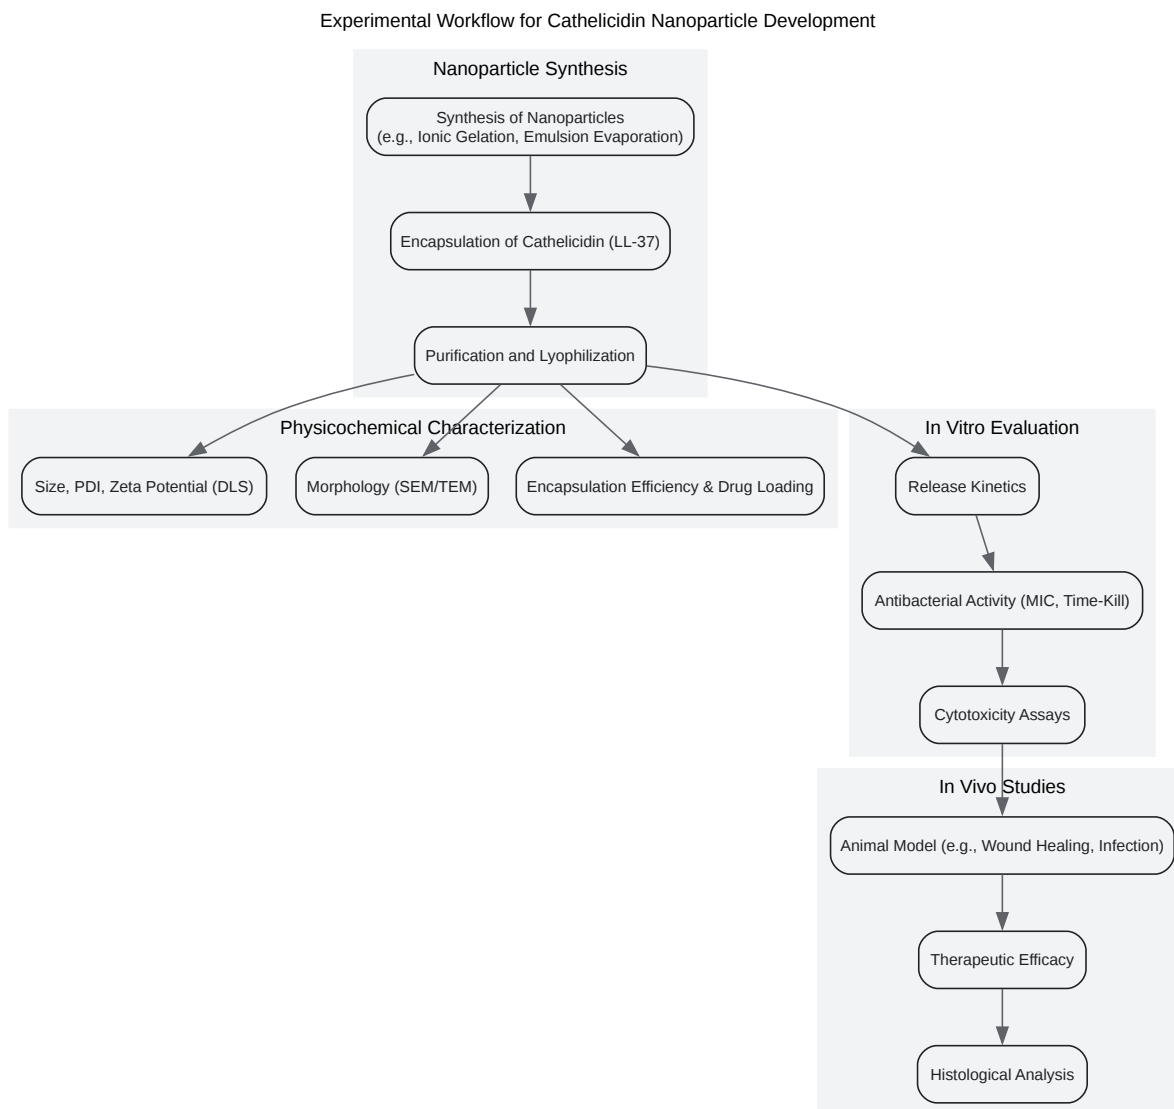 Experimental Workflow for Cathelicidin Nanoparticle Development
Nanoparticle Synthesis
Synthesis of Nanoparticles
(e.g., Ionic Gelation, Emulsion Evaporation)
Encapsulation of Cathelicidin (LL-37)
Purification and Lyophilization
Physicochemical Characterization
Size, PDI, Zeta Potential (DLS)
Morphology (SEM/TEM)
Encapsulation Efficiency & Drug Loading
In Vitro Evaluation
Release Kinetics
Antibacterial Activity (MIC, Time-Kill)
Cytotoxicity Assays
In Vivo Studies
Animal Model (e.g., Wound Healing, Infection)
Therapeutic Efficacy
Histological Analysis